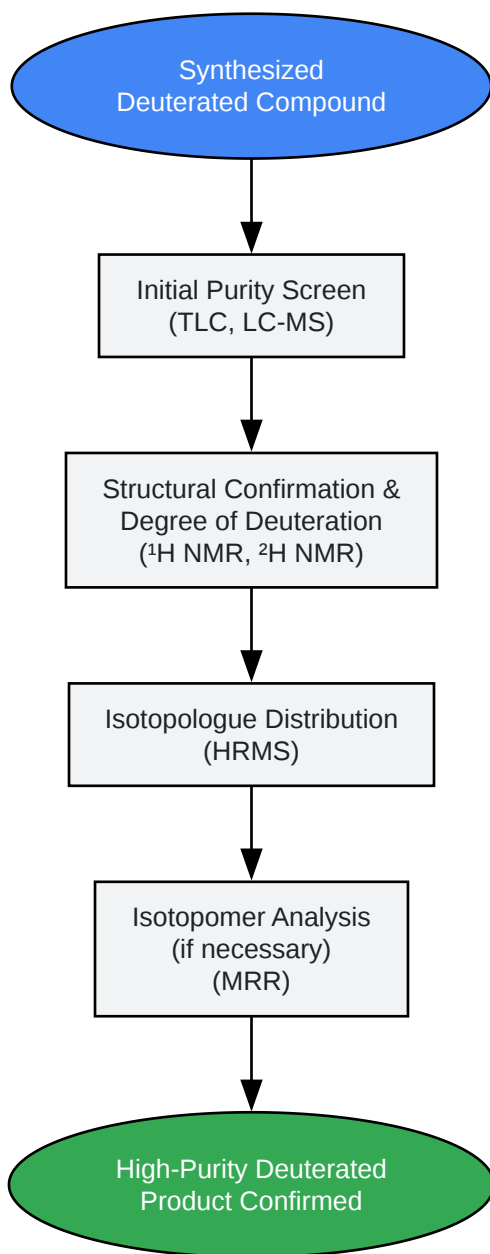 Synthesized
Deuterated Compound
Initial Purity Screen
(TLC, LC-MS)
Structural Confirmation &
Degree of Deuteration
(¹H NMR, ²H NMR)
Isotopologue Distribution
(HRMS)
Isotopomer Analysis
(if necessary)
(MRR)
High-Purity Deuterated
Product Confirmed